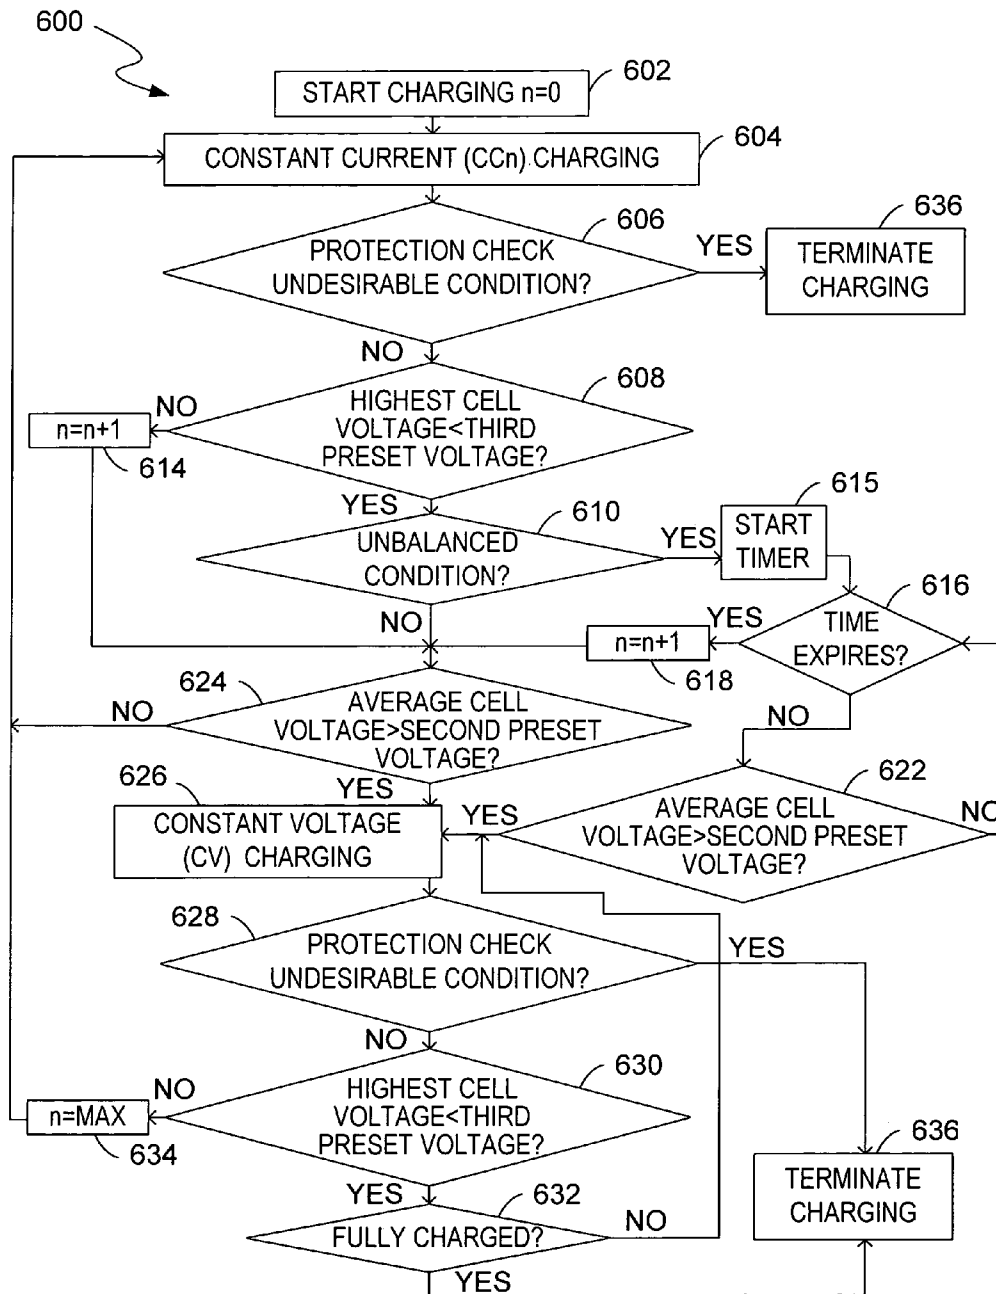 600
START CHARGING n=0
602
CONSTANT CURRENT (CCn) CHARGING
604
PROTECTION CHECK
UNDESIRABLE CONDITION?
606
YES
TERMINATE
CHARGING
636
NO
HIGHEST CELL
VOLTAGE<THIRD
PRESET VOLTAGE?
608
NO
n=n+1
614
YES
UNBALANCED
CONDITION?
610
YES
START
TIMER
615
NO
TIME
EXPIRES?
616
YES
n=n+1
618
NO
AVERAGE CELL
VOLTAGE>SECOND PRESET
VOLTAGE?
624
NO
YES
AVERAGE CELL
VOLTAGE>SECOND PRESET
VOLTAGE?
622
NO
YES
CONSTANT VOLTAGE
(CV) CHARGING
626
PROTECTION CHECK
UNDESIRABLE CONDITION?
628
YES
NO
HIGHEST CELL
VOLTAGE<THIRD
PRESET VOLTAGE?
630
NO
n=MAX
634
YES
FULLY CHARGED?
632
NO
YES
TERMINATE
CHARGING
636